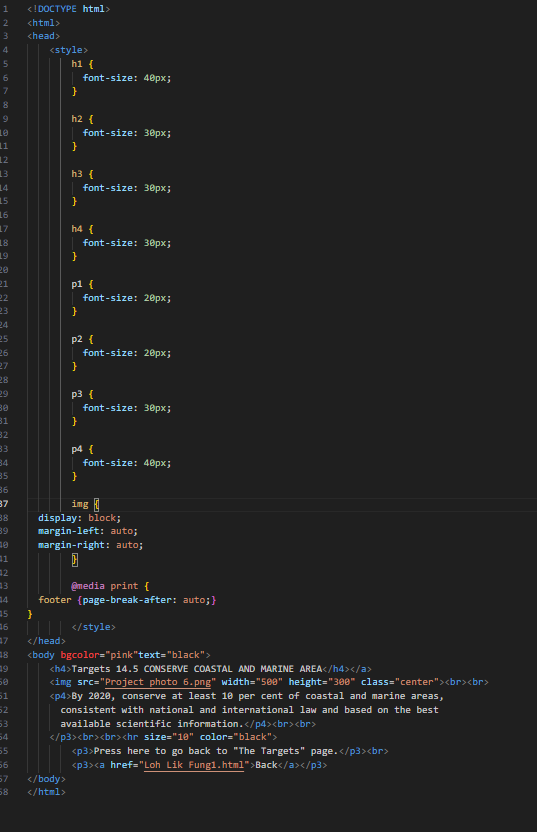 1 <!DOCTYPE html>
2 <html>
3 <head>
4 <style>
5 h1 {
6 font-size: 40px;
7 }
8
9 h2 {
10 font-size: 30px;
11 }
12
13 h3 {
14 font-size: 30px;
15 }
16
17 h4 {
18 font-size: 30px;
19 }
20
21 p1 {
22 font-size: 20px;
23 }
24
25 p2 {
26 font-size: 20px;
27 }
28
29 p3 {
30 font-size: 30px;
31 }
32
33 p4 {
34 font-size: 40px;
35 }
36
37 img {
38 display: block;
39 margin-left: auto;
40 margin-right: auto;
41 }
42
43 @media print {
44 footer {page-break-after: auto;}
45 }
46 </style>
47 </head>
48 <body bgcolor="pink"text="black">
49 <h4>Targets 14.5 CONSERVE COASTAL AND MARINE AREA</h4></a>
50 <img src="Project photo 6.png" width="500" height="300" class="center"><br><br>
51 <p4>By 2020, conserve at least 10 per cent of coastal and marine areas,
52 consistent with national and international law and based on the best
53 available scientific information.</p4><br><br>
54 </p3><br><br><hr size="10" color="black">
55 <p3>Press here to go back to "The Targets" page.</p3><br>
56 <p3><a href="Loh Lik Fung1.html">Back</a></p3>
57 </body>
58 </html>